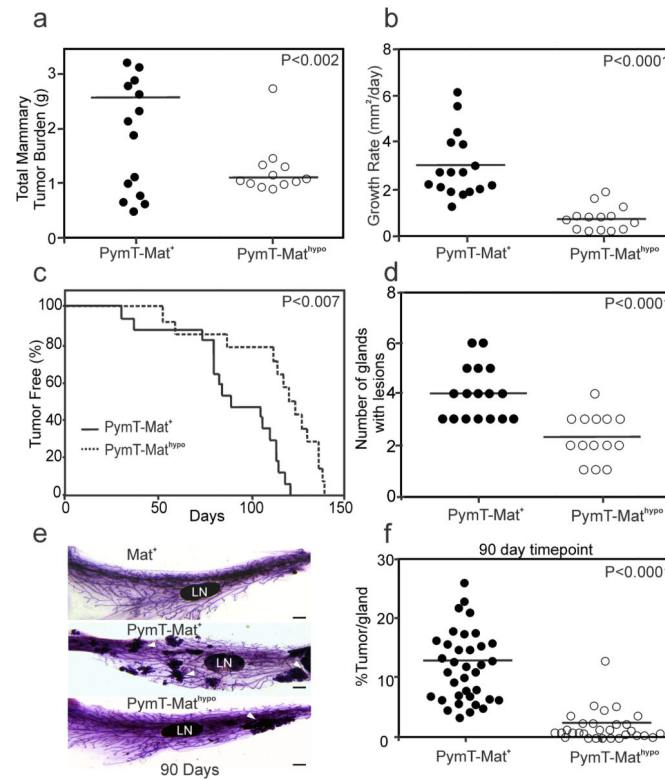 a
P<0.002
Total Mammary
Tumor Burden (g)
3
2
1
0
PymT-Mat⁺
PymT-Matʰʸᵖᵒ
b
P<0.0001
Growth Rate (mm²/day)
8
6
4
2
0
PymT-Mat⁺
PymT-Matʰʸᵖᵒ
c
P<0.007
Tumor Free (%)
100
80
60
40
20
0
PymT-Mat⁺
PymT-Matʰʸᵖᵒ
0 50 100 150
Days
d
P<0.0001
Number of glands
with lesions
8
6
4
2
0
PymT-Mat⁺
PymT-Matʰʸᵖᵒ
e
Mat⁺
LN
PymT-Mat⁺
LN
PymT-Matʰʸᵖᵒ
LN
90 Days
f
90 day timepoint
P<0.0001
%Tumor/gland
30
20
10
0
PymT-Mat⁺
PymT-Matʰʸᵖᵒ